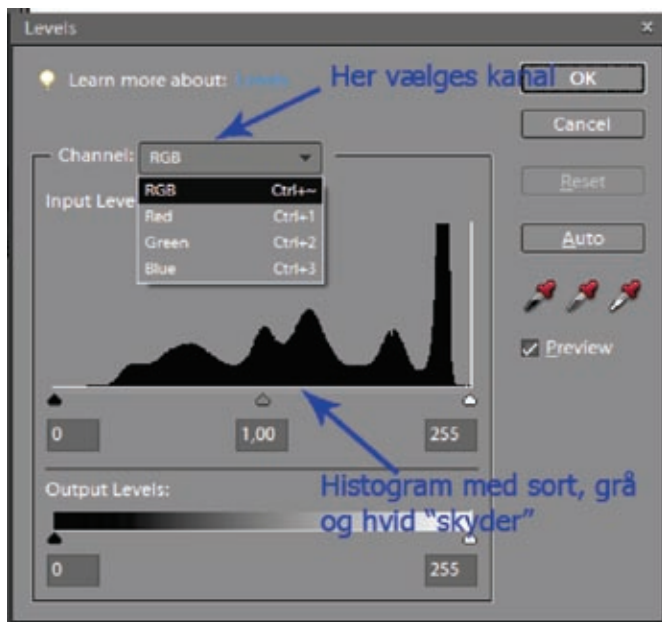 Levels
x
Learn more about: Levels
Her vælges kanal
OK
Cancel
Channel: RGB
RGB Ctrl+~
Red Ctrl+1
Green Ctrl+2
Blue Ctrl+3
Input Leve
Reset
Auto
Preview
0 1,00 255
Histogram med sort, grå
og hvid “skyder”
Output Levels:
0 255